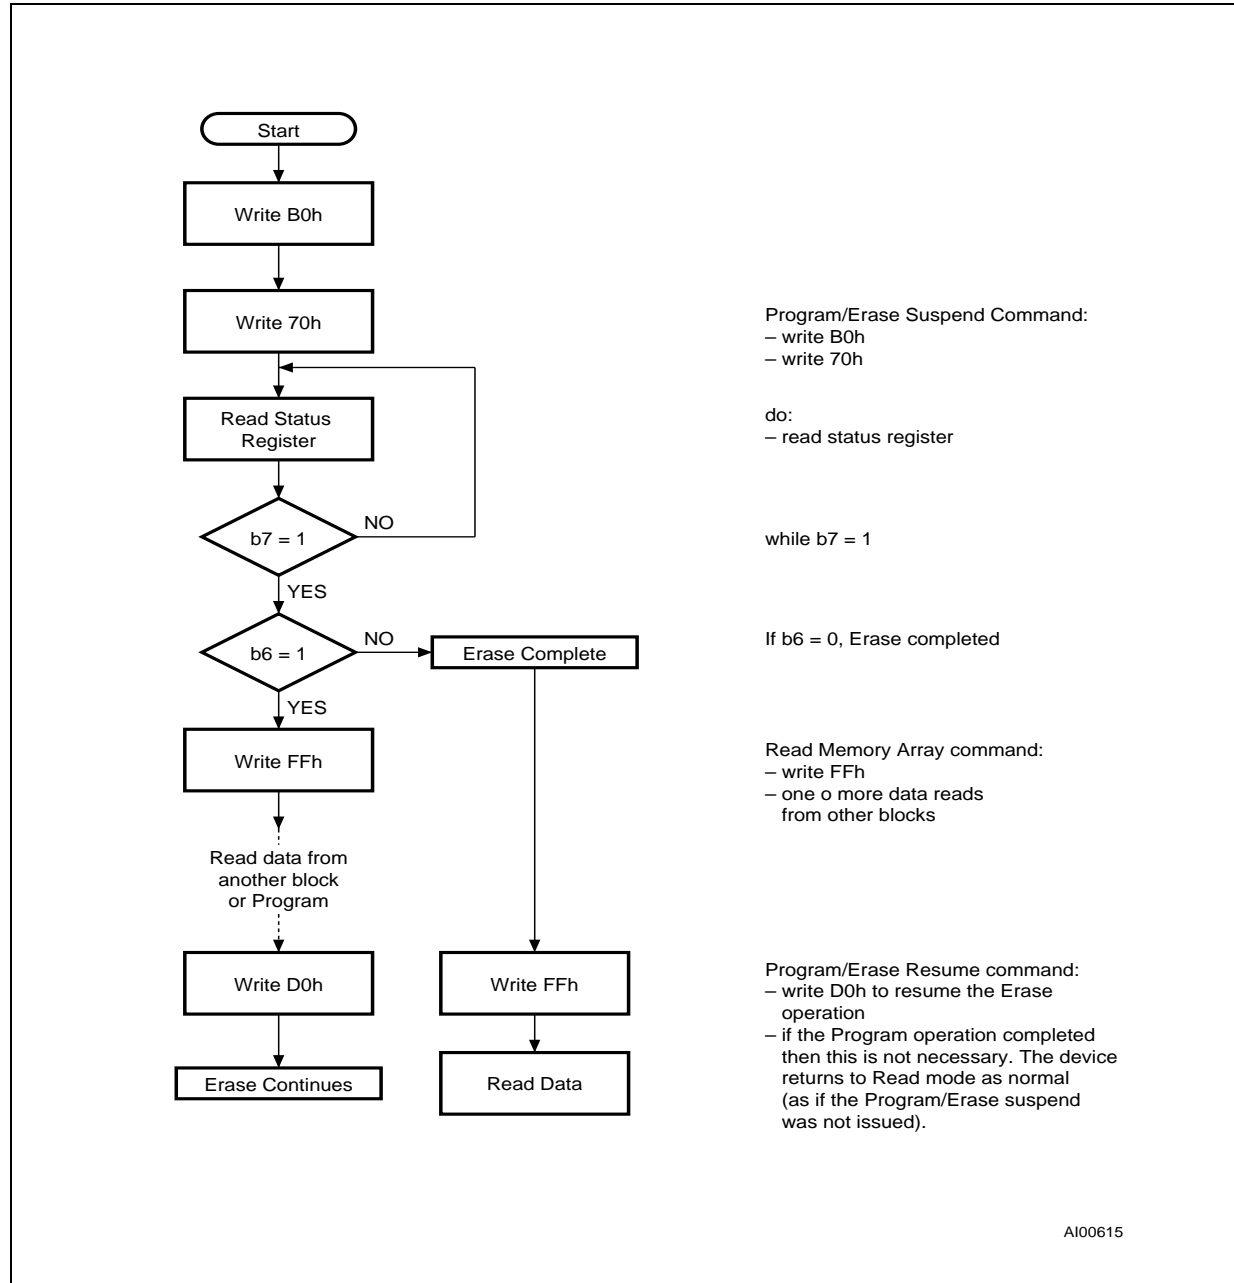 Start
Write B0h
Write 70h
Read Status
Register
b7 = 1
NO
YES
b6 = 1
NO
Erase Complete
YES
Write FFh
Read data from
another block
or Program
Write D0h
Erase Continues
Write FFh
Read Data
Program/Erase Suspend Command:
– write B0h
– write 70h
do:
– read status register
while b7 = 1
If b6 = 0, Erase completed
Read Memory Array command:
– write FFh
– one o more data reads
from other blocks
Program/Erase Resume command:
– write D0h to resume the Erase
operation
– if the Program operation completed
then this is not necessary. The device
returns to Read mode as normal
(as if the Program/Erase suspend
was not issued).
AI00615